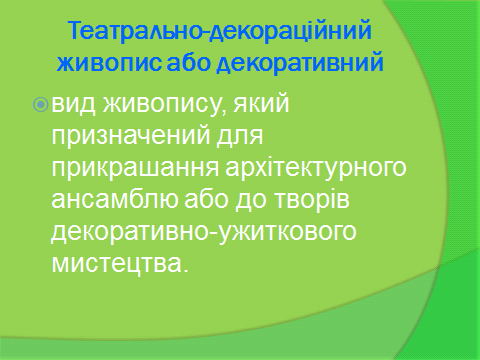 Театрально-декораційний
живопис або декоративний
вид живопису, який
призначений для
прикрашання архітектурного
ансамблю або до творів
декоративно-ужиткового
мистецтва.